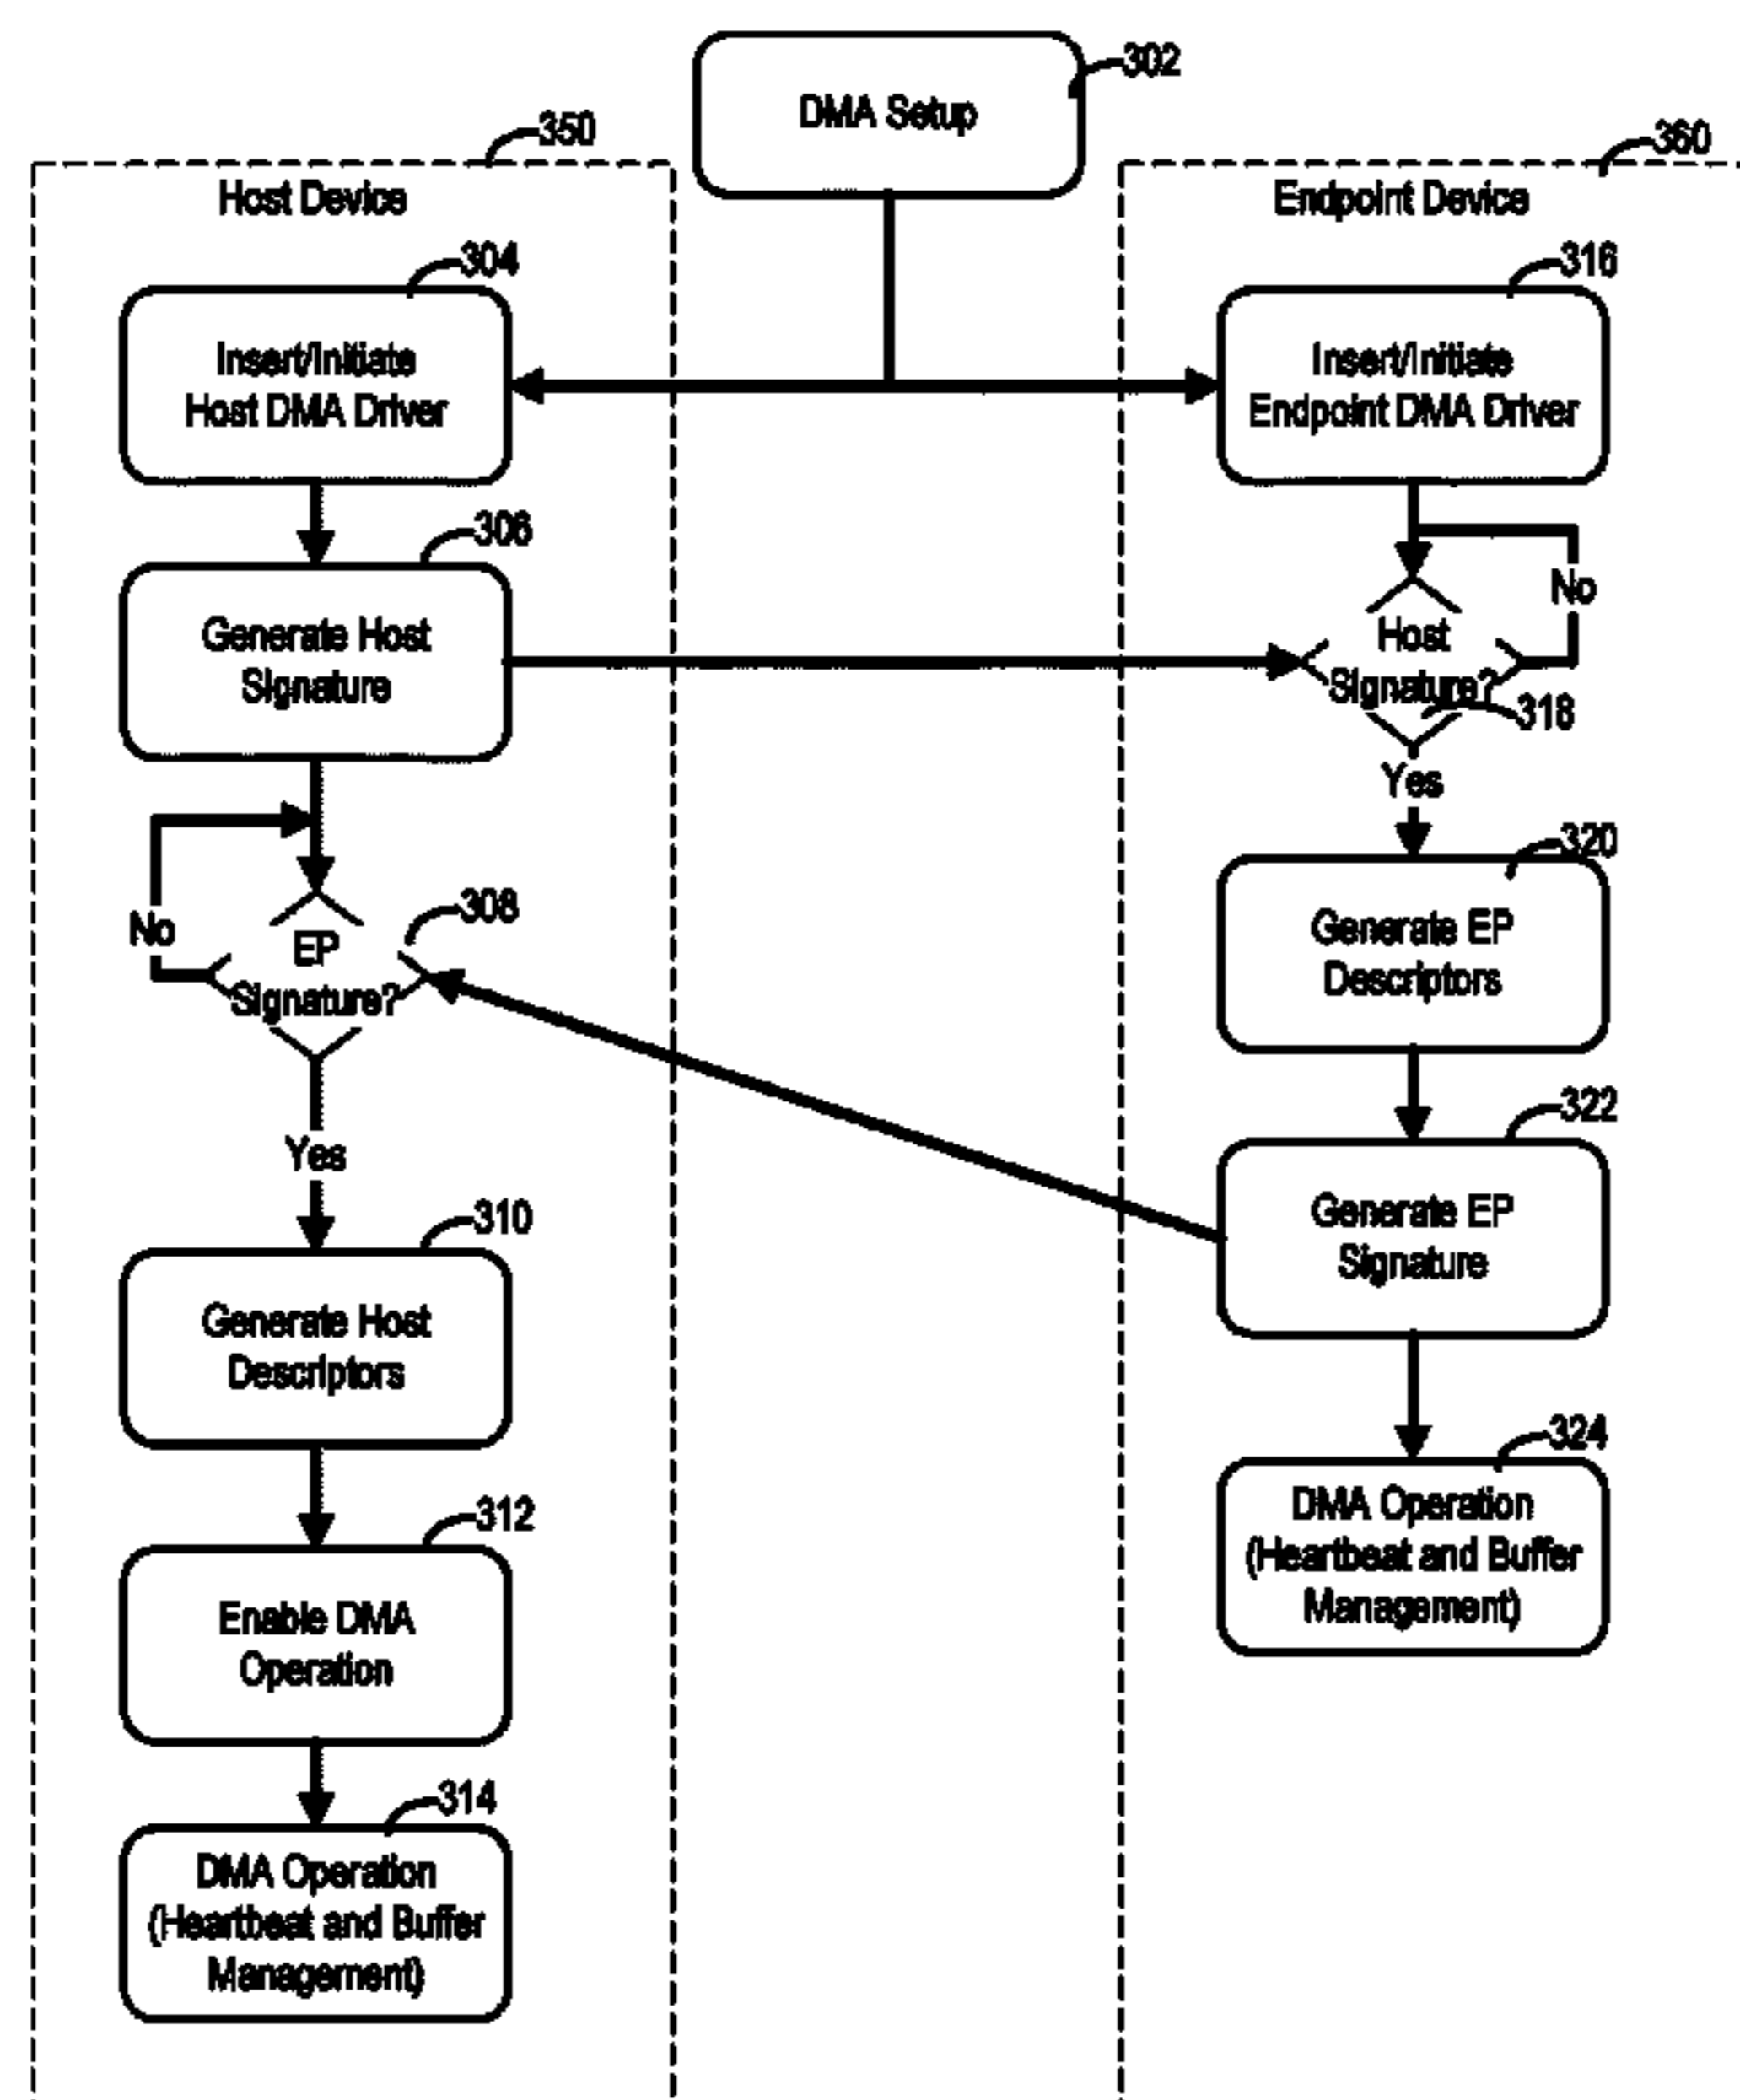 DMA Setup
302
350
Host Device
304
Insert/Initiate
Host DMA Driver
306
Generate Host
Signature
308
EP
Signature?
No
Yes
310
Generate Host
Descriptors
312
Enable DMA
Operation
314
DMA Operation
(Heartbeat and Buffer
Management)
360
Endpoint Device
316
Insert/Initiate
Endpoint DMA Driver
No
Host
Signature?
318
Yes
320
Generate EP
Descriptors
322
Generate EP
Signature
324
DMA Operation
(Heartbeat and Buffer
Management)